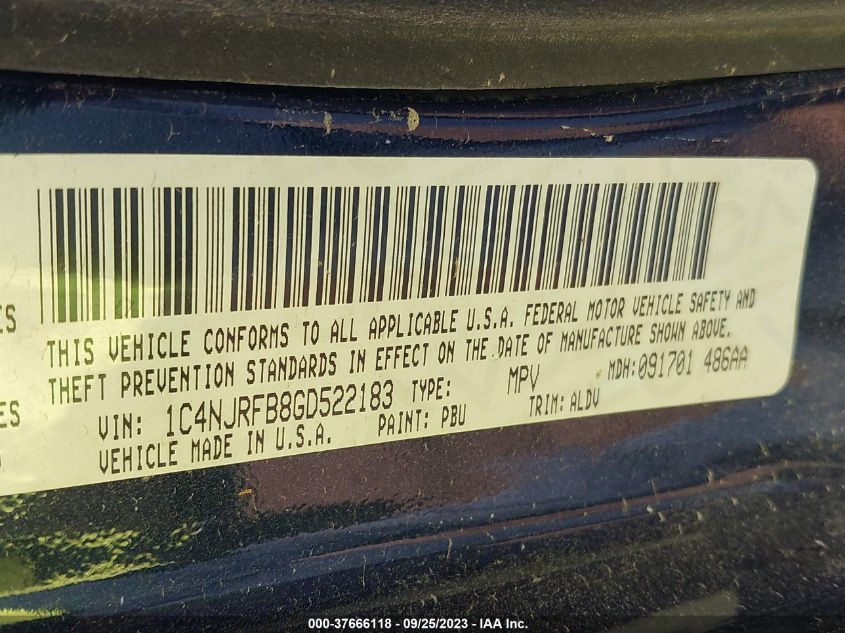 THIS VEHICLE CONFORMS TO ALL APPLICABLE U.S.A. FEDERAL MOTOR VEHICLE SAFETY AND
THEFT PREVENTION STANDARDS IN EFFECT ON THE DATE OF MANUFACTURE SHOWN ABOVE.
VIN: 1C4NJRFB8GD522183 TYPE: MPV MDH:091701 486AA
VEHICLE MADE IN U.S.A. PAINT: PBU TRIM: ALDV
ES
ES
000-37666118 - 09/25/2023 - IAA Inc.